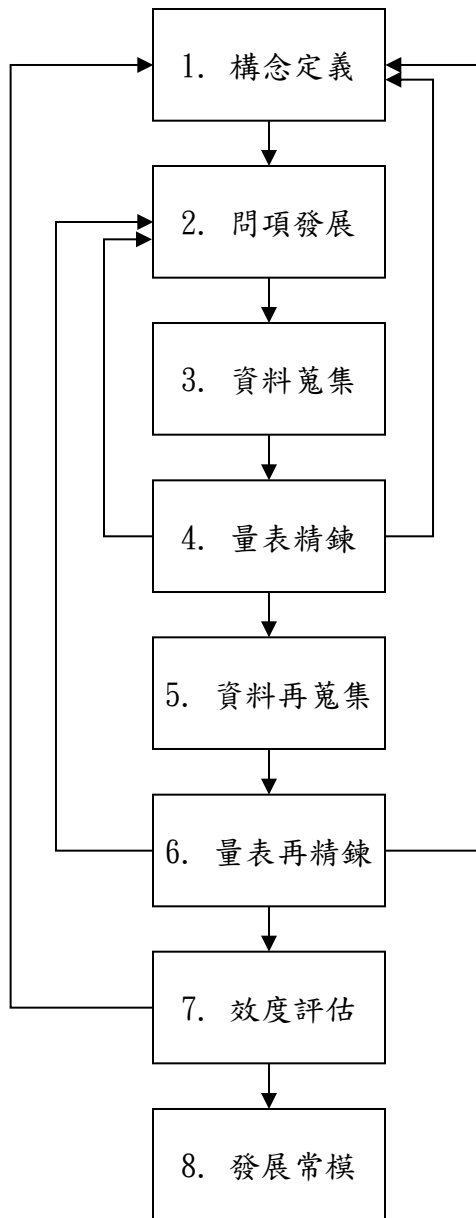 1. 構念定義
2. 問項發展
3. 資料蒐集
4. 量表精鍊
5. 資料再蒐集
6. 量表再精鍊
7. 效度評估
8. 發展常模